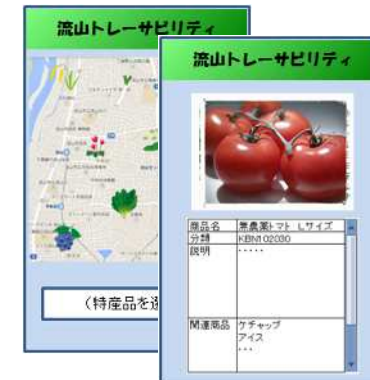 流山トレーサビリティ
(特産品を選
流山トレーサビリティ
商品名 無農薬トマト Lサイズ
分類 KBN102030
説明 ・・・・・
関連商品 ケチャップ
アイス
・・・